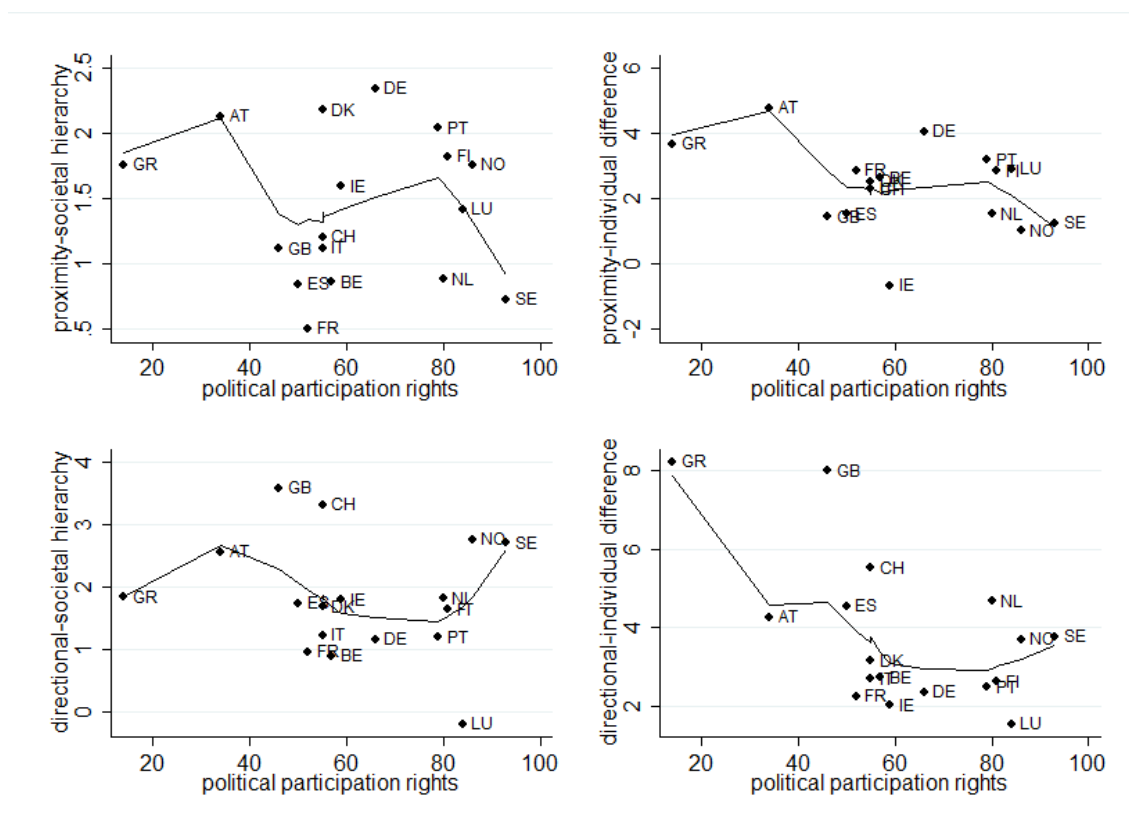 proximity-societal hierarchy
2.5
2
1.5
1
.5
GR
AT
DK
DE
PT
FI
NO
IE
LU
CH
IT
GB
ES
BE
NL
SE
FR
20 40 60 80 100
political participation rights
proximity-individual difference
6
4
2
0
-2
AT
GR
DE
PT
LU
FI
FR
BE
DK
GB
ES
NL
NO
SE
IE
20 40 60 80 100
political participation rights
directional-societal hierarchy
4
3
2
1
0
GB
CH
NO
SE
AT
GR
ES
IE
DK
NL
FI
IT
DE
PT
FR
BE
LU
20 40 60 80 100
political participation rights
directional-individual difference
8
6
4
2
GR
GB
CH
ES
AT
NL
NO
SE
DK
IT
BE
FI
PT
DE
FR
IE
LU
20 40 60 80 100
political participation rights